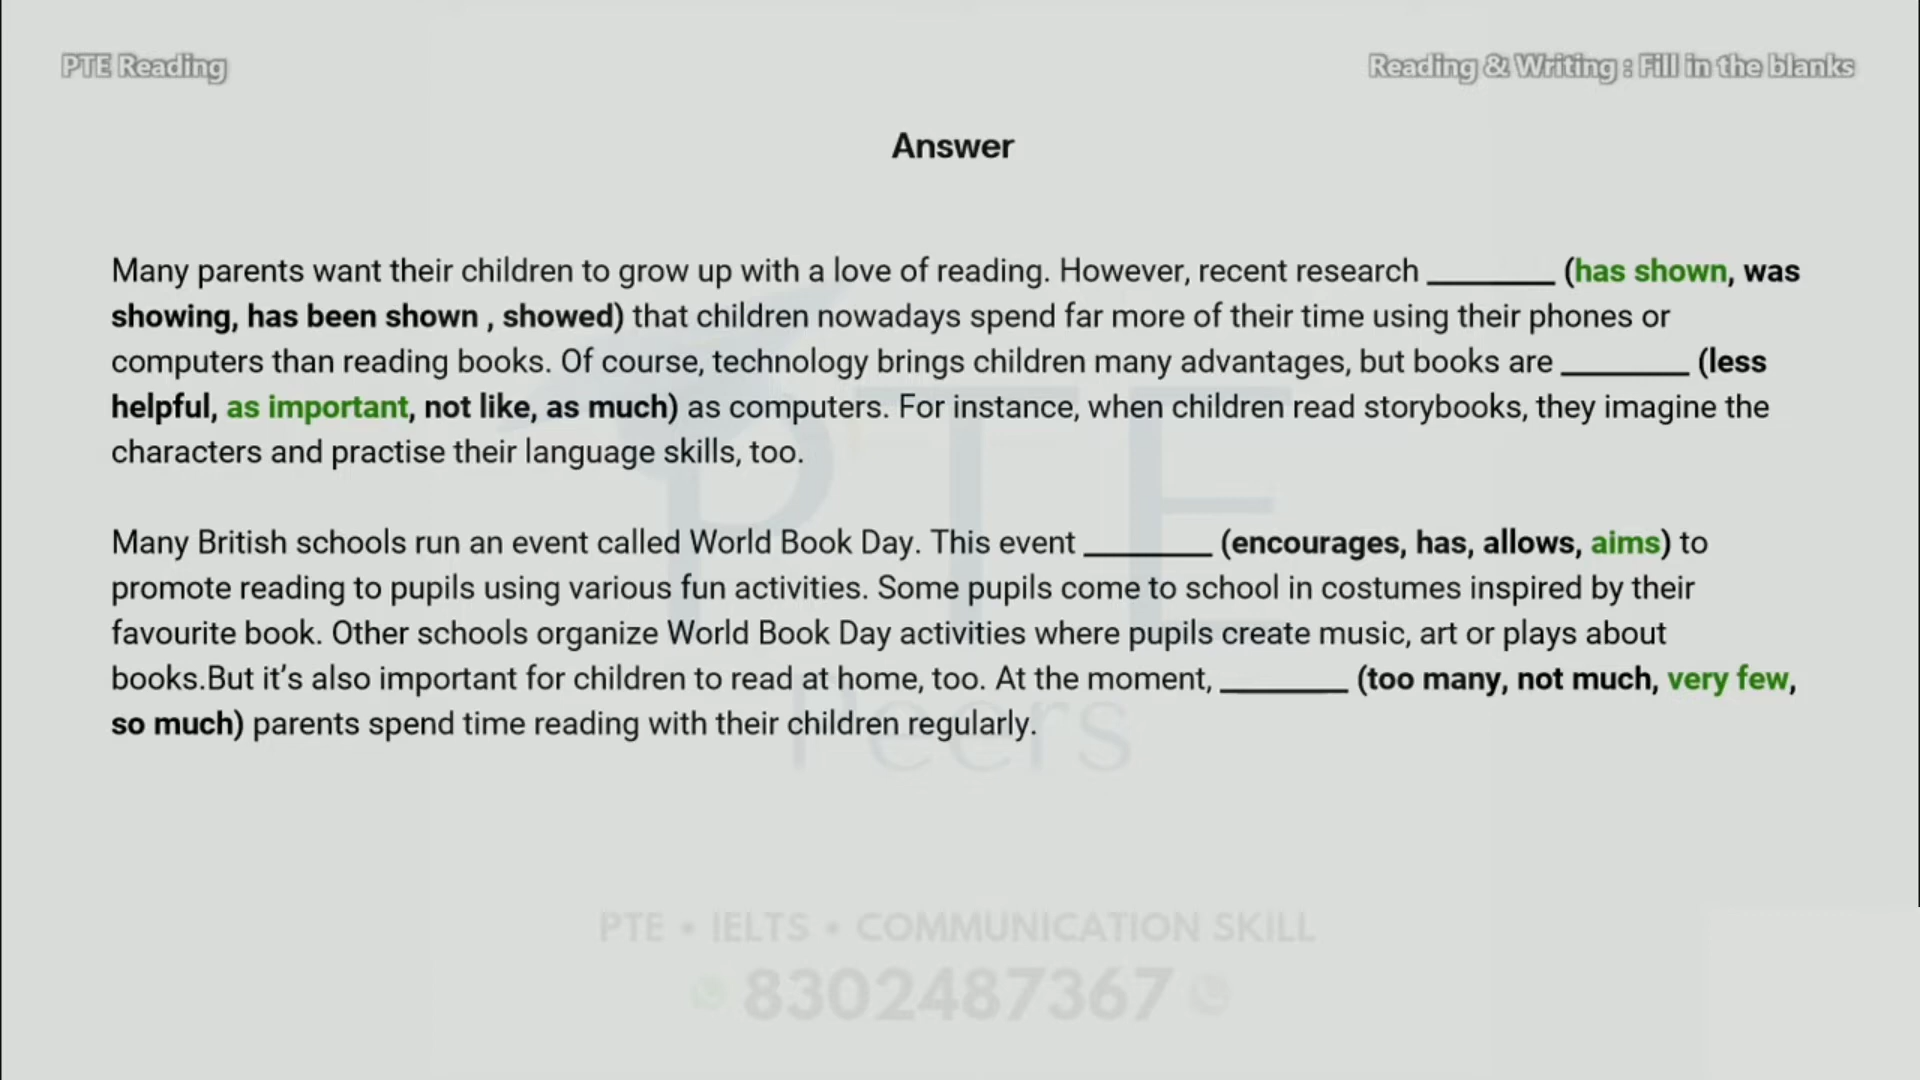 PTE Reading
Reading & Writing : Fill in the blanks
Answer
Many parents want their children to grow up with a love of reading. However, recent research ________ (has shown, was
showing, has been shown , showed) that children nowadays spend far more of their time using their phones or
computers than reading books. Of course, technology brings children many advantages, but books are ________ (less
helpful, as important, not like, as much) as computers. For instance, when children read storybooks, they imagine the
characters and practise their language skills, too.
Many British schools run an event called World Book Day. This event ________ (encourages, has, allows, aims) to
promote reading to pupils using various fun activities. Some pupils come to school in costumes inspired by their
favourite book. Other schools organize World Book Day activities where pupils create music, art or plays about
books.But it’s also important for children to read at home, too. At the moment, ________ (too many, not much, very few,
so much) parents spend time reading with their children regularly.
PTE
Peers
PTE • IELTS • COMMUNICATION SKILL
8302487367